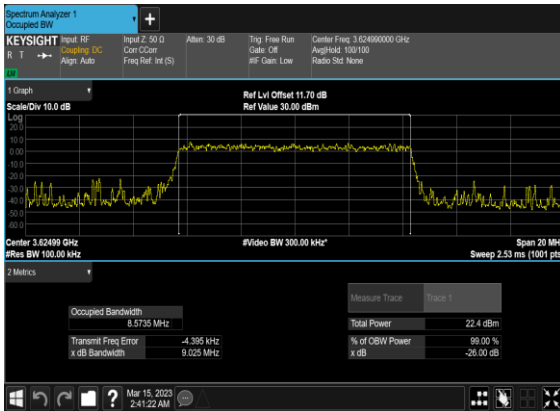 Spectrum Analyzer 1
Occupied BW
KEYSIGHT Input: RF Input Z: 50 Ω Atten: 30 dB Trig: Free Run Center Freq: 3.624990000 GHz
R T Coupling: DC Corr CCorr Gate: Off Avg|Hold: 100/100
Align: Auto Freq Ref: Int (S) #IF Gain: Low Radio Std: None
LXI
1 Graph
Ref Lvl Offset 11.70 dB
Scale/Div 10.0 dB Ref Value 30.00 dBm
Log
20.0
10.0
0.00
-10.0
-20.0
-30.0
-40.0
-50.0
-60.0
Center 3.62499 GHz #Video BW 300.00 kHz* Span 20 MH
#Res BW 100.00 kHz Sweep 2.53 ms (1001 pts
2 Metrics
Measure Trace Trace 1
Occupied Bandwidth
8.5735 MHz
Total Power 22.4 dBm
Transmit Freq Error -4.395 kHz % of OBW Power 99.00 %
x dB Bandwidth 9.025 MHz x dB -26.00 dB
?
Mar 15, 2023
2:41:22 AM